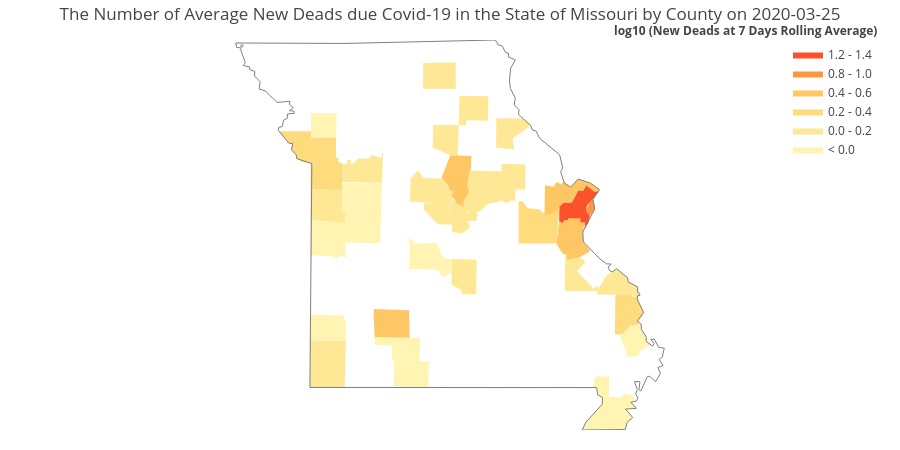 The Number of Average New Deads due Covid-19 in the State of Missouri by County on 2020-03-25
log10 (New Deads at 7 Days Rolling Average)
1.2 - 1.4
0.8 - 1.0
0.4 - 0.6
0.2 - 0.4
0.0 - 0.2
< 0.0